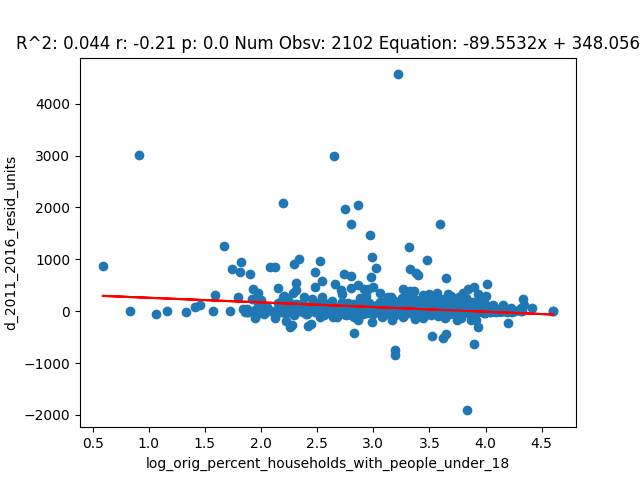 R^2: 0.044 r: -0.21 p: 0.0 Num Obsv: 2102 Equation: -89.5532x + 348.056
d_2011_2016_resid_units
4000
3000
2000
1000
0
−1000
−2000
0.5 1.0 1.5 2.0 2.5 3.0 3.5 4.0 4.5
log_orig_percent_households_with_people_under_18